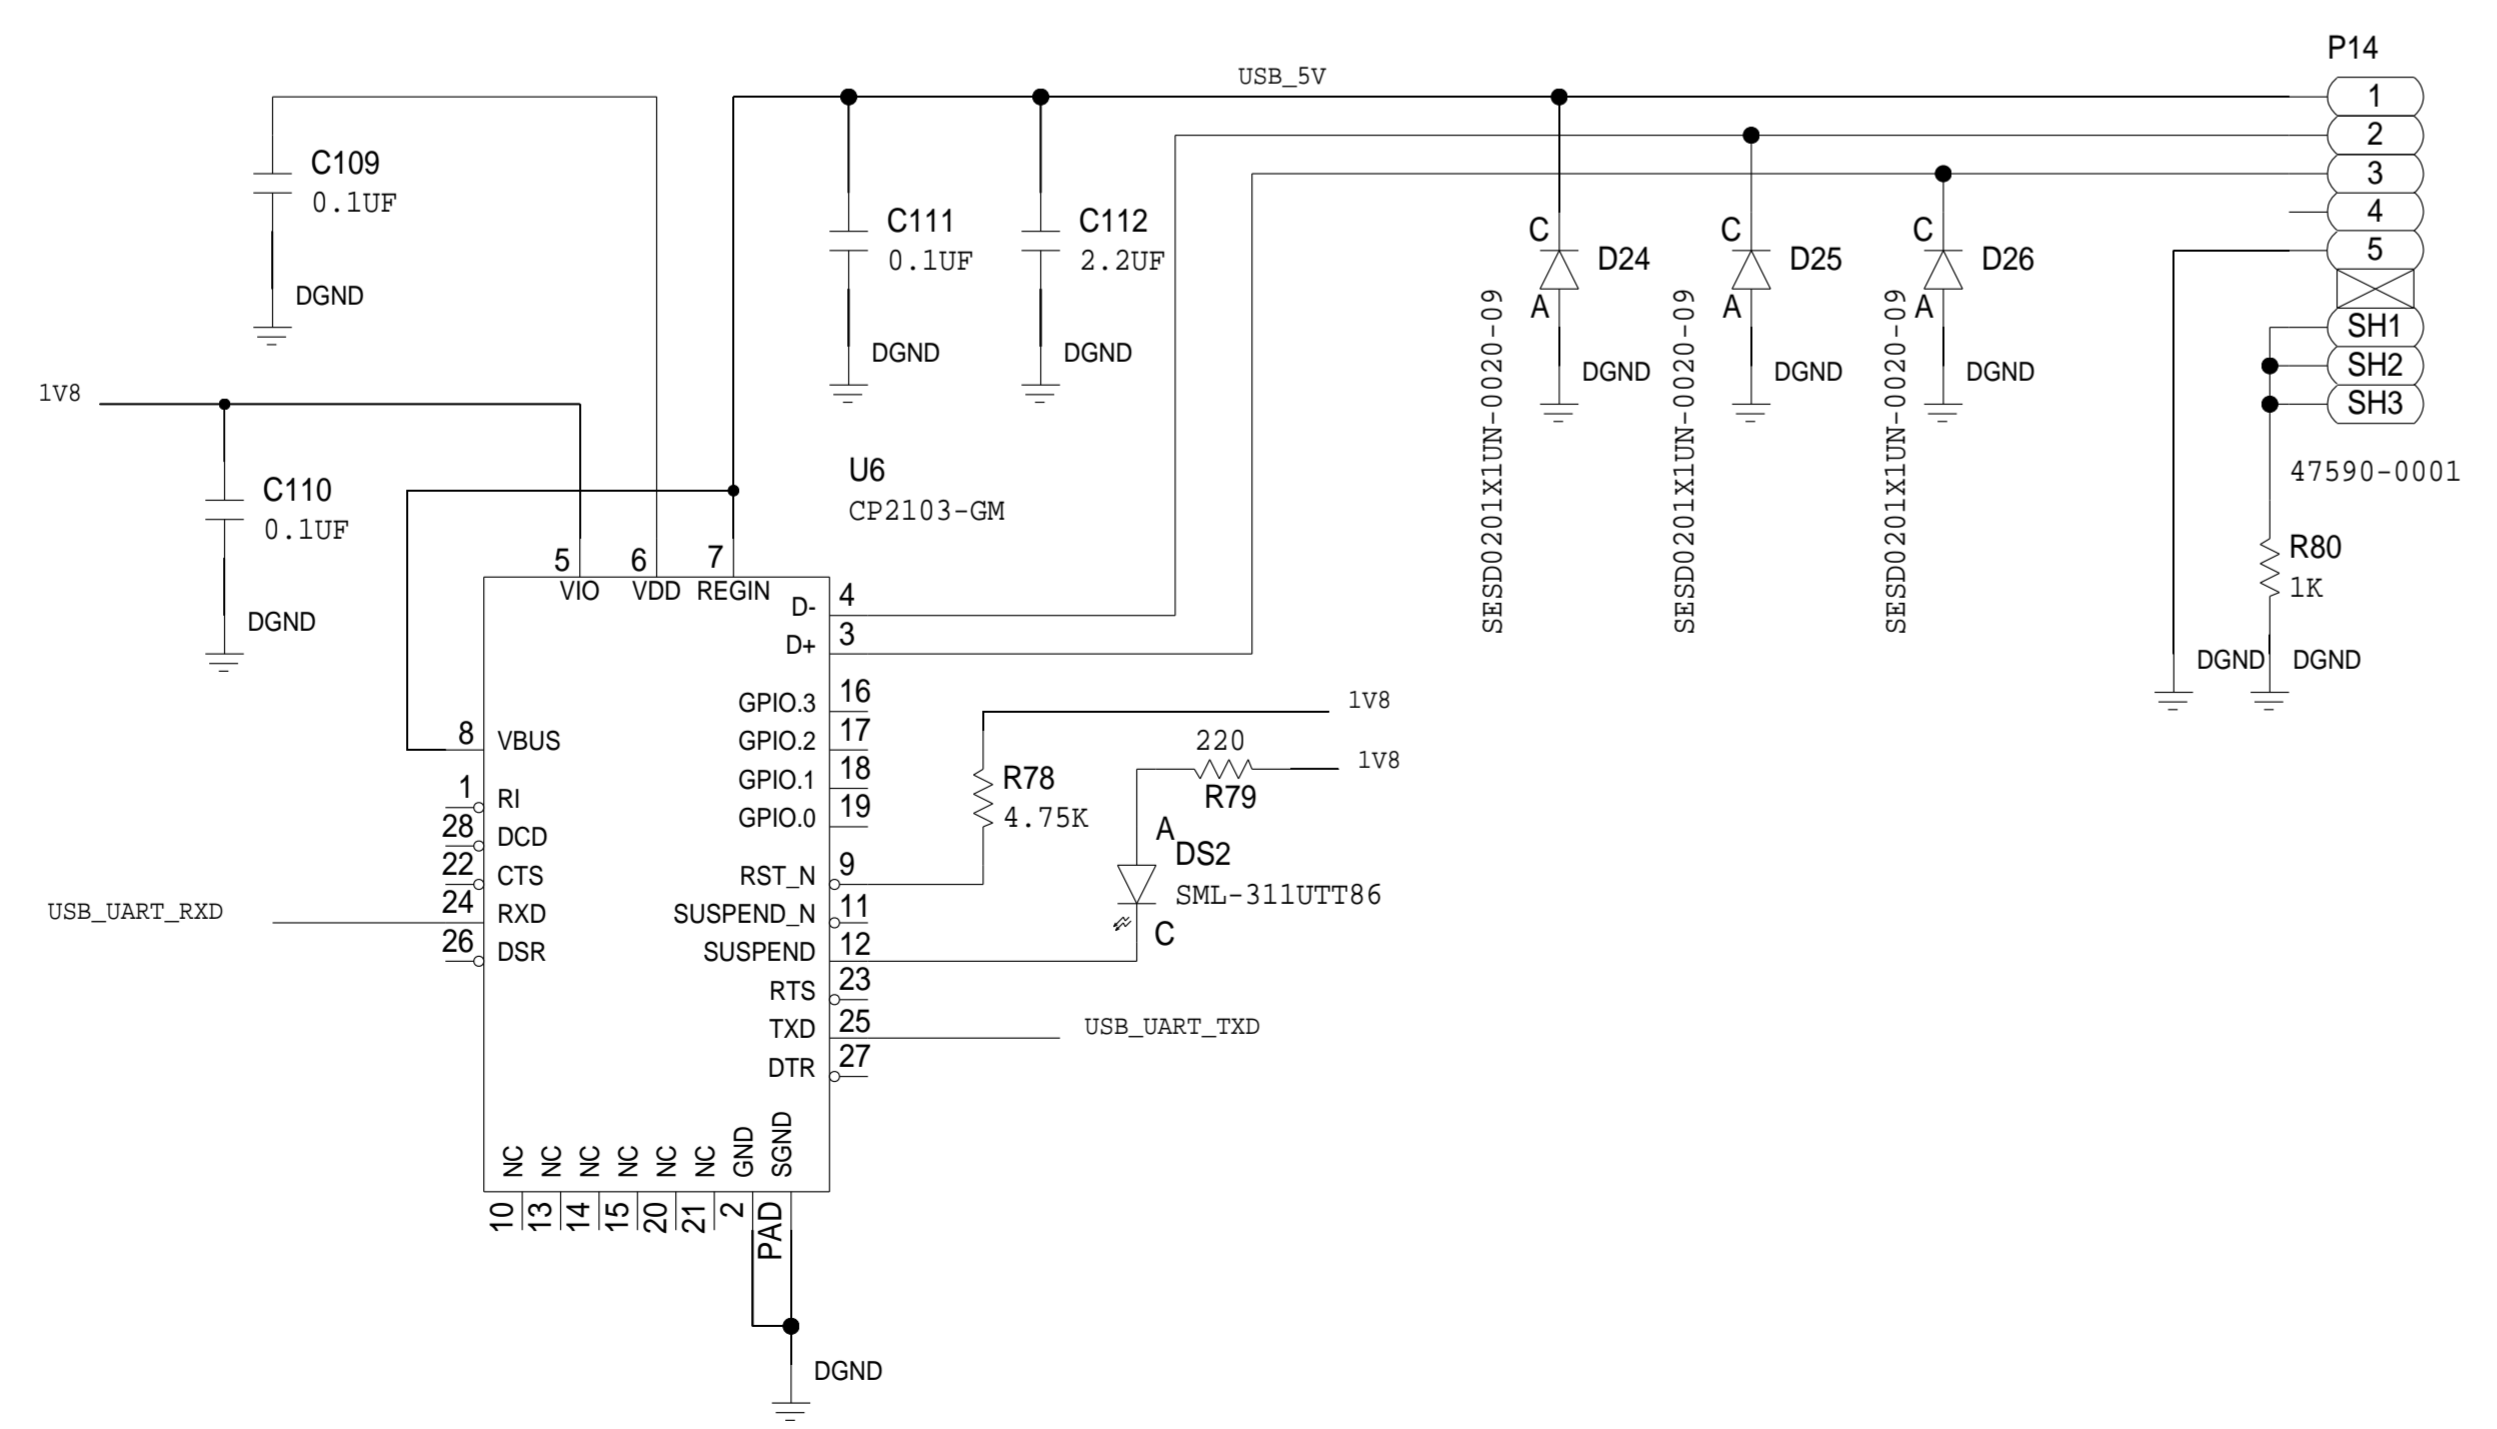 P14
USB_5V
1
2
3
4
5
SH1
SH2
SH3
47590-0001
C109
0.1UF
DGND
C111
0.1UF
DGND
C112
2.2UF
DGND
C
D24
A
DGND
SESD0201X1UN-0020-09
C
D25
A
DGND
SESD0201X1UN-0020-09
C
D26
A
DGND
SESD0201X1UN-0020-09
R80
1K
DGND
DGND
1V8
C110
0.1UF
DGND
U6
CP2103-GM
5
6
7
VIO
VDD
REGIN
D-
4
D+
3
GPIO.3
16
GPIO.2
17
GPIO.1
18
GPIO.0
19
RST_N
9
SUSPEND_N
11
SUSPEND
12
RTS
23
TXD
25
DTR
27
8
VBUS
1
RI
28
DCD
22
CTS
24
RXD
26
DSR
USB_UART_RXD
1V8
220
1V8
R78
4.75K
R79
A
DS2
SML-311UTT86
C
USB_UART_TXD
NC
NC
NC
NC
NC
NC
GND
SGND
10
13
14
15
20
21
2
PAD
DGND